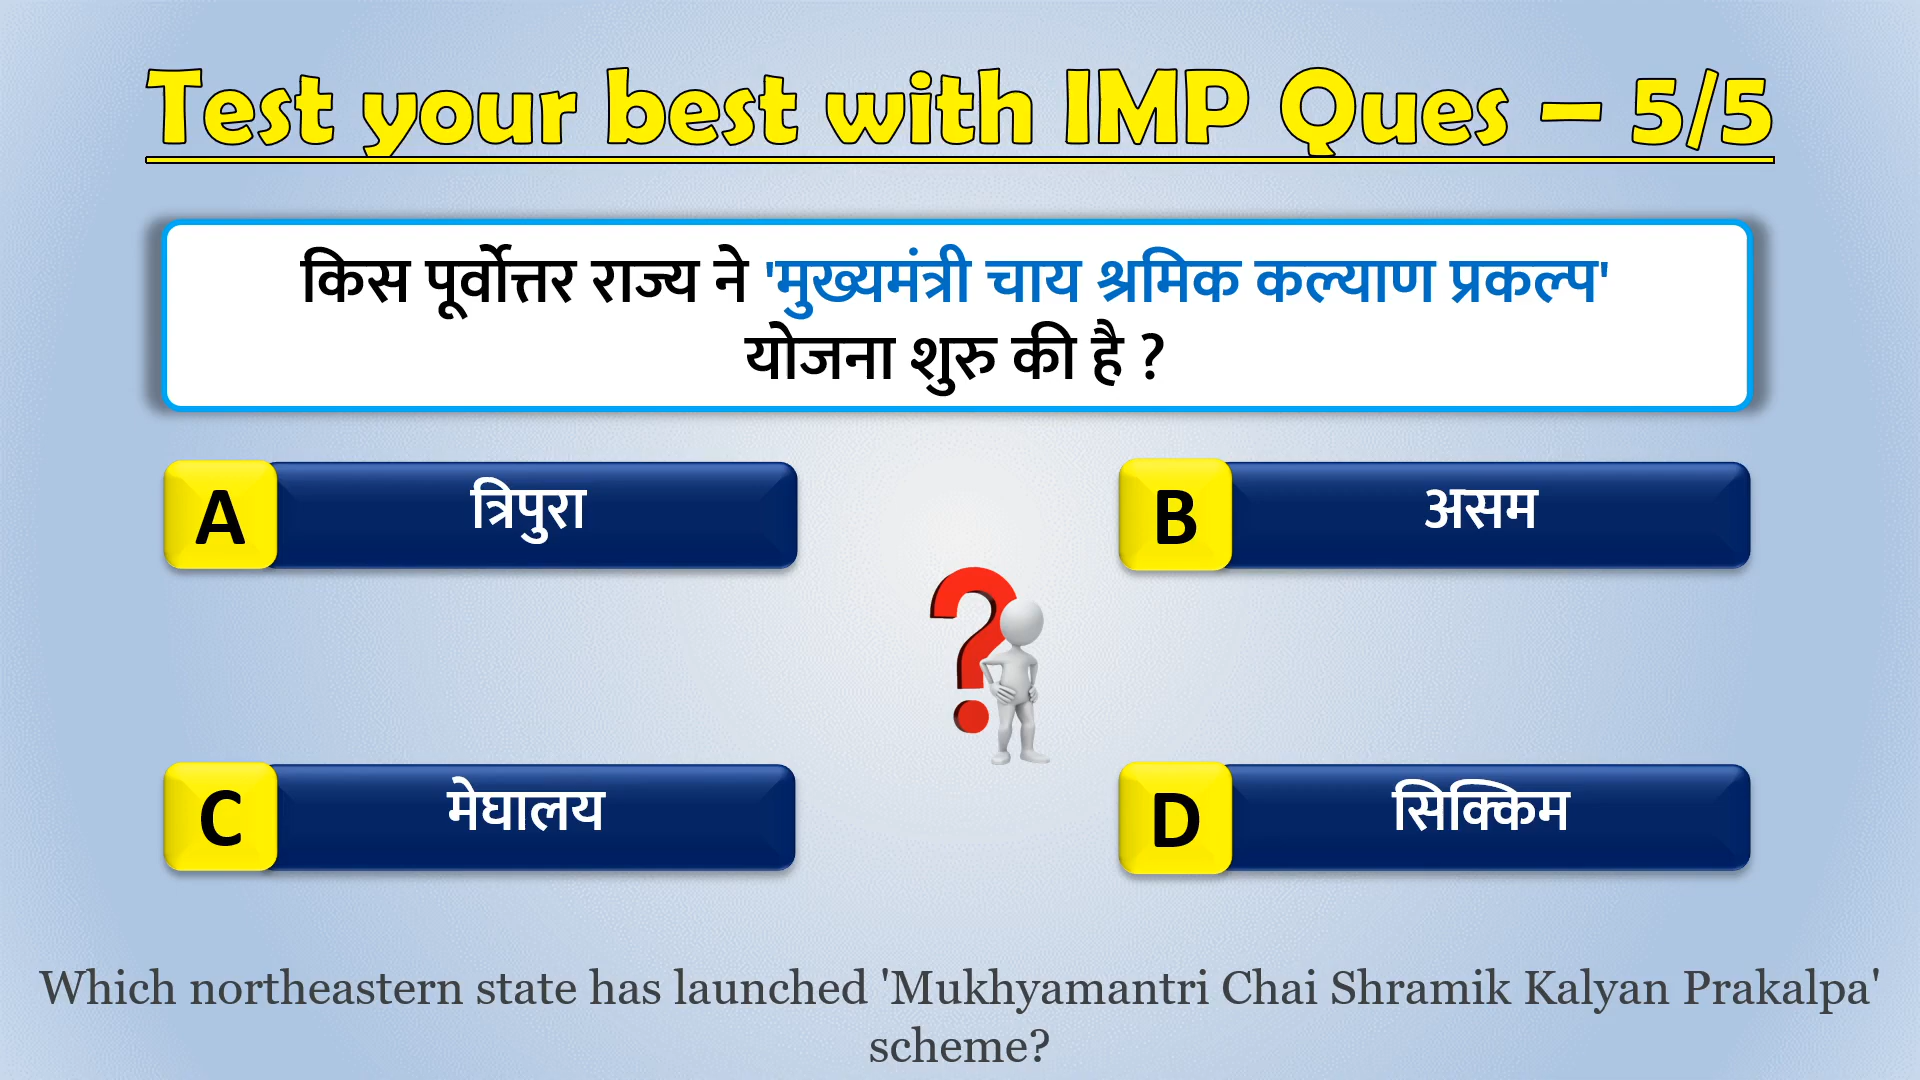 Test your best with IMP Ques – 5/5
किस पूर्वोत्तर राज्य ने 'मुख्यमंत्री चाय श्रमिक कल्याण प्रकल्प'
योजना शुरु की है ?
A त्रिपुरा
B असम
C मेघालय
D सिक्किम
Which northeastern state has launched 'Mukhyamantri Chai Shramik Kalyan Prakalpa'
scheme?